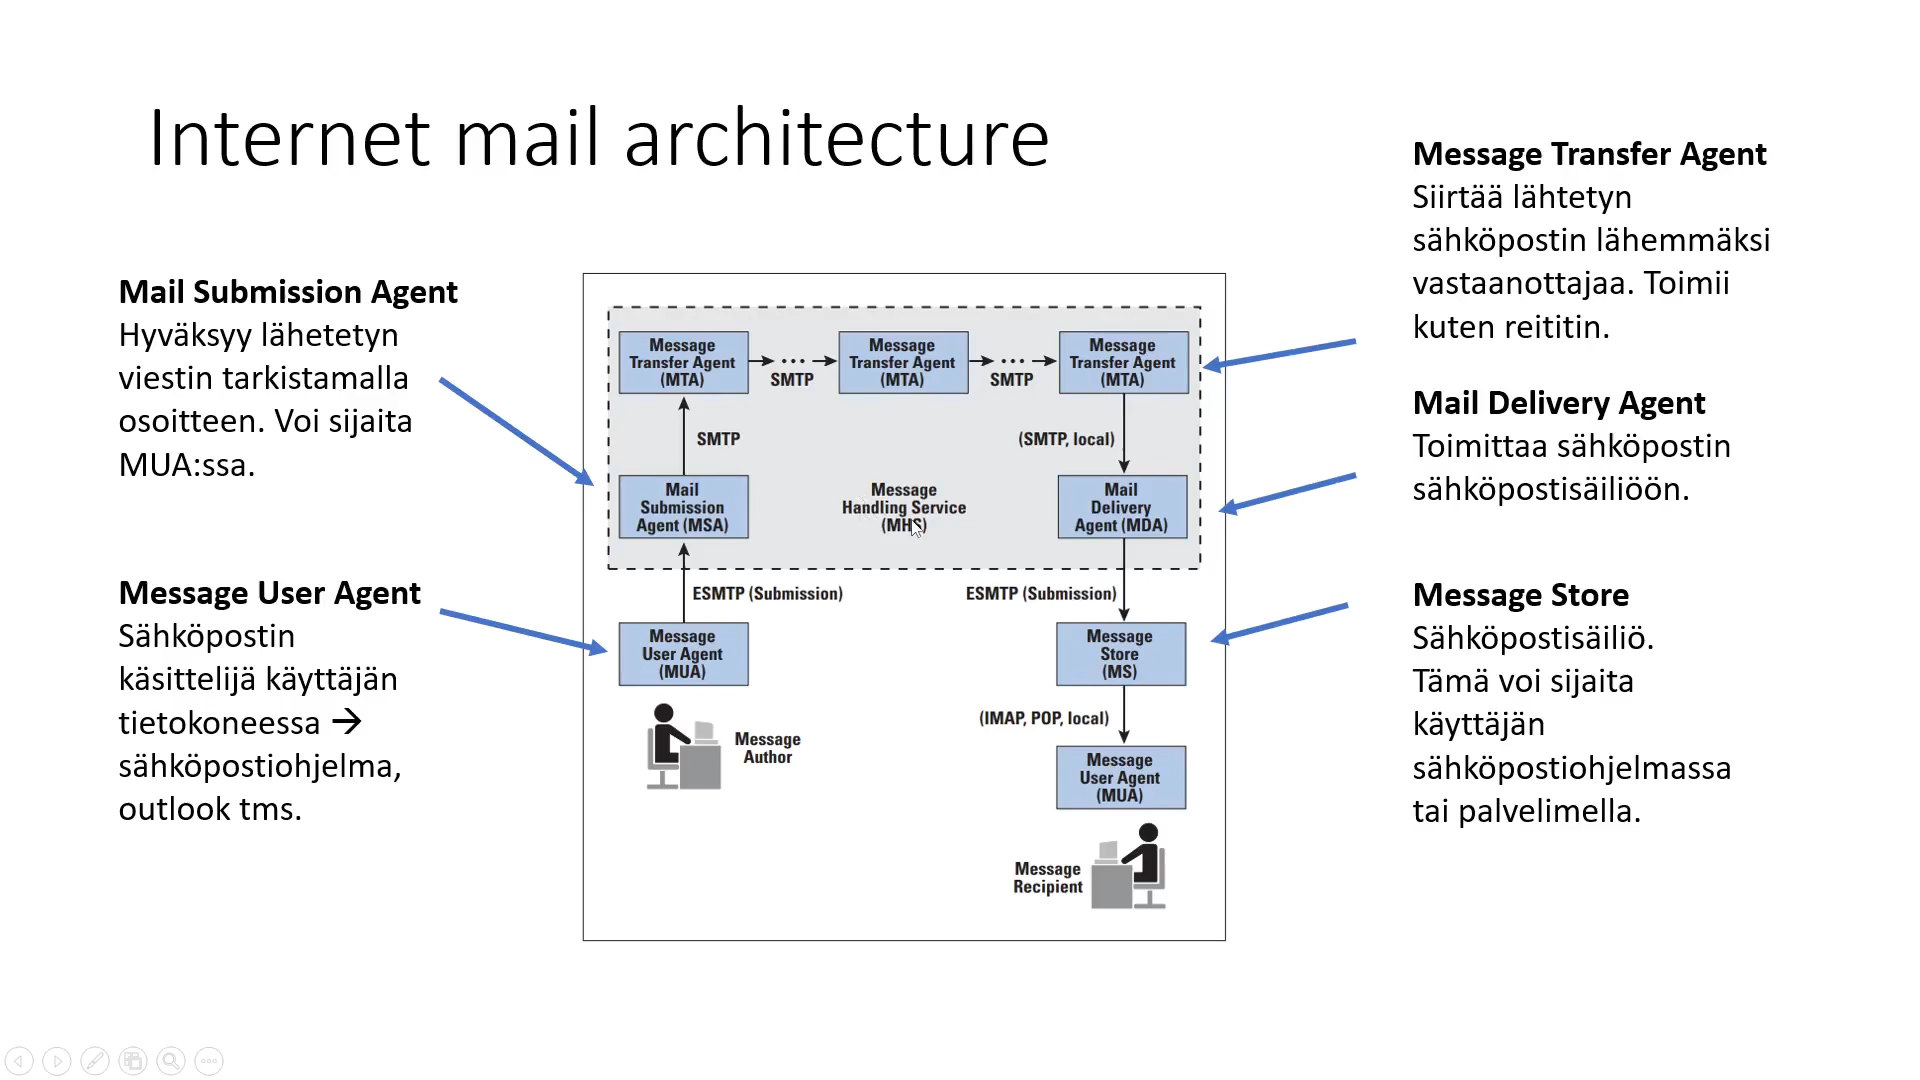 Internet mail architecture
Mail Submission Agent
Hyväksyy lähetetyn
viestin tarkistamalla
osoitteen. Voi sijaita
MUA:ssa.
Message User Agent
Sähköpostin
käsittelijä käyttäjän
tietokoneessa →
sähköpostiohjelma,
outlook tms.
Message
Transfer Agent
(MTA)
SMTP
Message
Transfer Agent
(MTA)
SMTP
Message
Transfer Agent
(MTA)
SMTP
(SMTP, local)
Mail
Submission
Agent (MSA)
Message
Handling Service
(MHS)
Mail
Delivery
Agent (MDA)
ESMTP (Submission)
ESMTP (Submission)
Message
User Agent
(MUA)
Message
Store
(MS)
Message
Author
(IMAP, POP, local)
Message
User Agent
(MUA)
Message
Recipient
Message Transfer Agent
Siirtää lähtetyn
sähköpostin lähemmäksi
vastaanottajaa. Toimii
kuten reititin.
Mail Delivery Agent
Toimittaa sähköpostin
sähköpostisäiliöön.
Message Store
Sähköpostisäiliö.
Tämä voi sijaita
käyttäjän
sähköpostiohjelmassa
tai palvelimella.